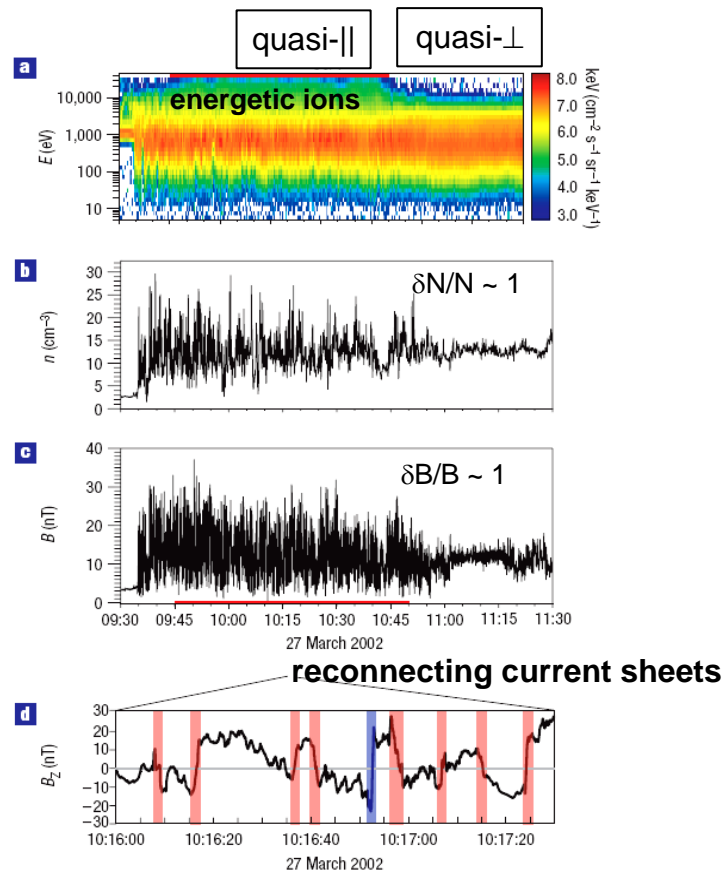 quasi-|| quasi-⊥
a
energetic ions
E (eV)
10,000
1,000
100
10
8.0
7.0
6.0
5.0
4.0
3.0
keV (cm⁻² s⁻¹ sr⁻¹ keV⁻¹)
b
δN/N ~ 1
n (cm⁻³)
30
25
20
15
10
5
0
c
δB/B ~ 1
B (nT)
40
30
20
10
0
09:30 09:45 10:00 10:15 10:30 10:45 11:00 11:15 11:30
27 March 2002
reconnecting current sheets
d
B_Z (nT)
30
20
10
0
−10
−20
−30
10:16:00 10:16:20 10:16:40 10:17:00 10:17:20
27 March 2002